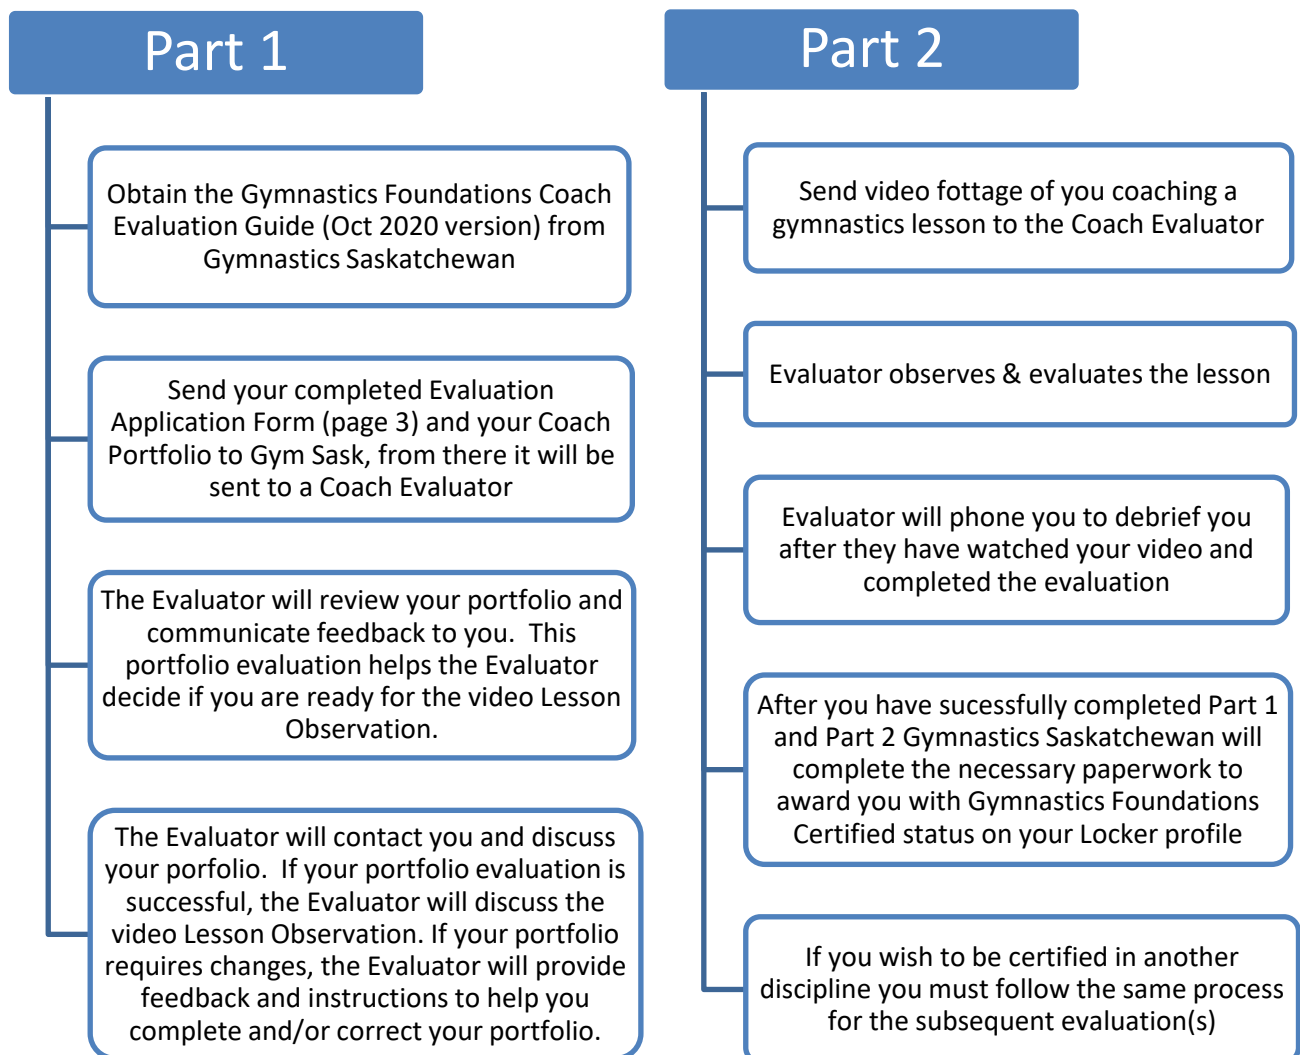 Part 1
Obtain the Gymnastics Foundations Coach
Evaluation Guide (Oct 2020 version) from
Gymnastics Saskatchewan
Send your completed Evaluation
Application Form (page 3) and your Coach
Portfolio to Gym Sask, from there it will be
sent to a Coach Evaluator
The Evaluator will review your portfolio and
communicate feedback to you.  This
portfolio evaluation helps the Evaluator
decide if you are ready for the video Lesson
Observation.
The Evaluator will contact you and discuss
your porfolio.  If your portfolio evaluation is
successful, the Evaluator will discuss the
video Lesson Observation. If your portfolio
requires changes, the Evaluator will provide
feedback and instructions to help you
complete and/or correct your portfolio.
Part 2
Send video fottage of you coaching a
gymnastics lesson to the Coach Evaluator
Evaluator observes & evaluates the lesson
Evaluator will phone you to debrief you
after they have watched your video and
completed the evaluation
After you have sucessfully completed Part 1
and Part 2 Gymnastics Saskatchewan will
complete the necessary paperwork to
award you with Gymnastics Foundations
Certified status on your Locker profile
If you wish to be certified in another
discipline you must follow the same process
for the subsequent evaluation(s)